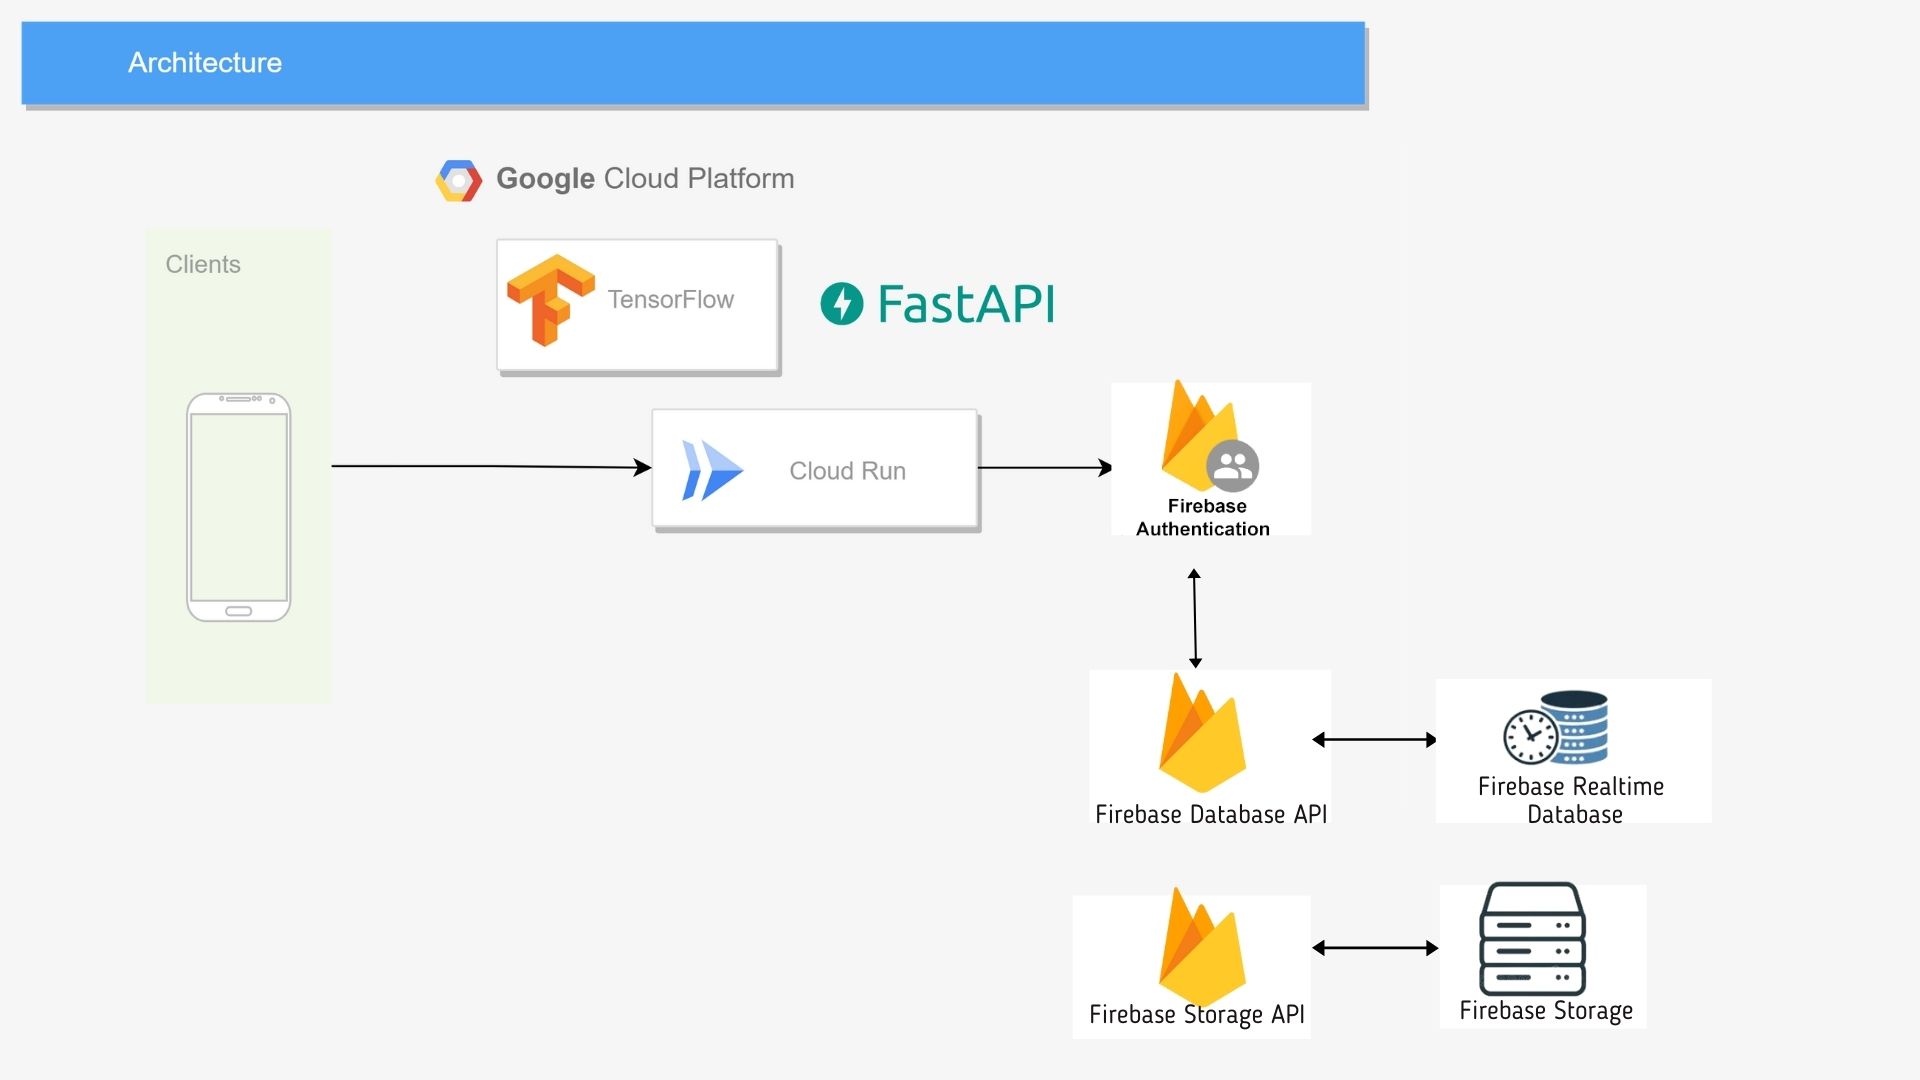 Architecture
Google Cloud Platform
Clients
TensorFlow
FastAPI
Cloud Run
Firebase
Authentication
Firebase Database API
Firebase Realtime
Database
Firebase Storage API
Firebase Storage